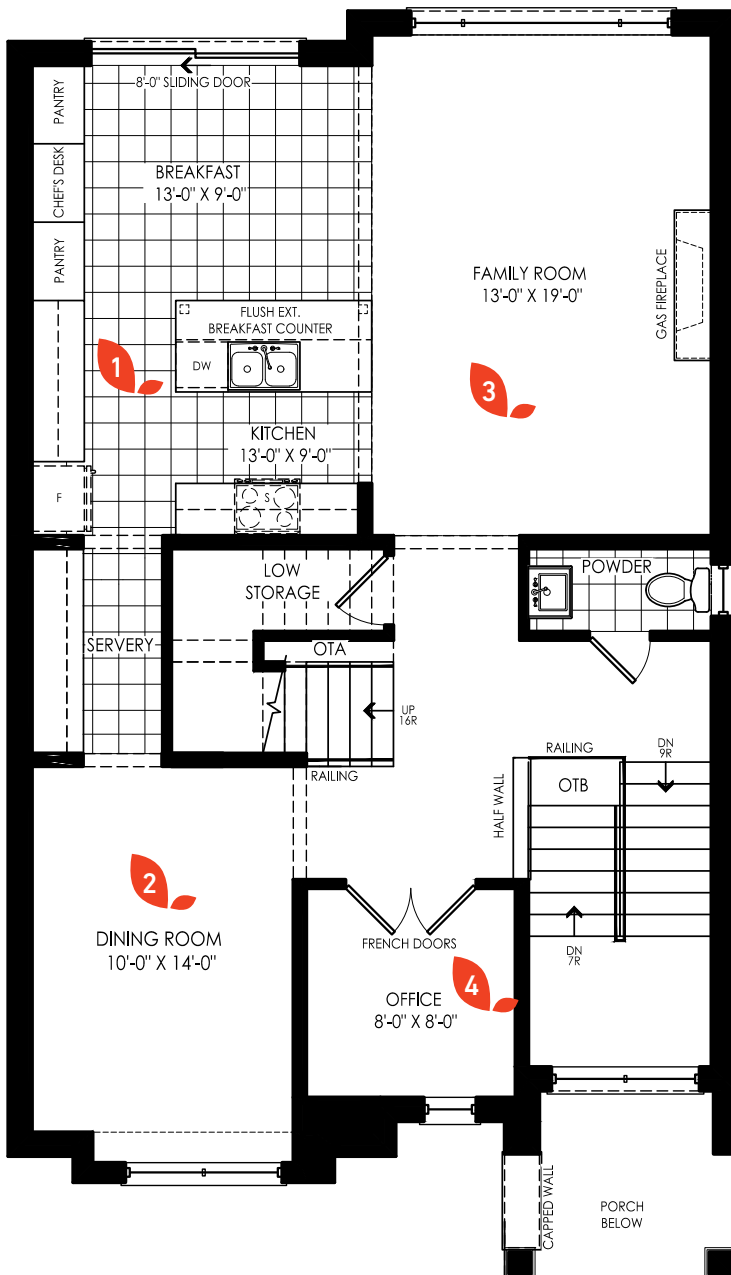 8'-0" SLIDING DOOR
PANTRY
CHEF'S DESK
PANTRY
BREAKFAST
13'-0" X 9'-0"
FAMILY ROOM
13'-0" X 19'-0"
GAS FIREPLACE
FLUSH EXT.
BREAKFAST COUNTER
DW
1
3
KITCHEN
13'-0" X 9'-0"
F
S
LOW
STORAGE
POWDER
SERVERY
OTA
UP
16R
RAILING
RAILING
DN
9R
HALF WALL
OTB
2
DINING ROOM
10'-0" X 14'-0"
FRENCH DOORS
DN
7R
4
OFFICE
8'-0" X 8'-0"
CAPPED WALL
PORCH
BELOW